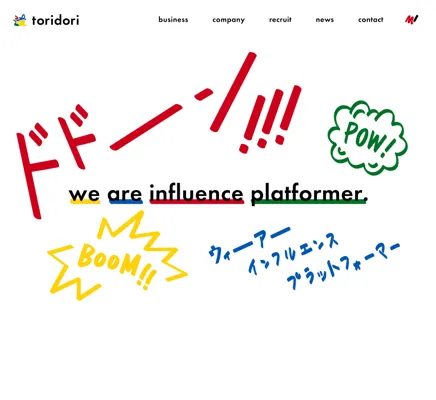 toridori
business company recruit news contact
ドドーーン!!!
POW!
we are influence platformer.
BOOM!!
ウィーアー
インフルエンス
プラットフォーマー